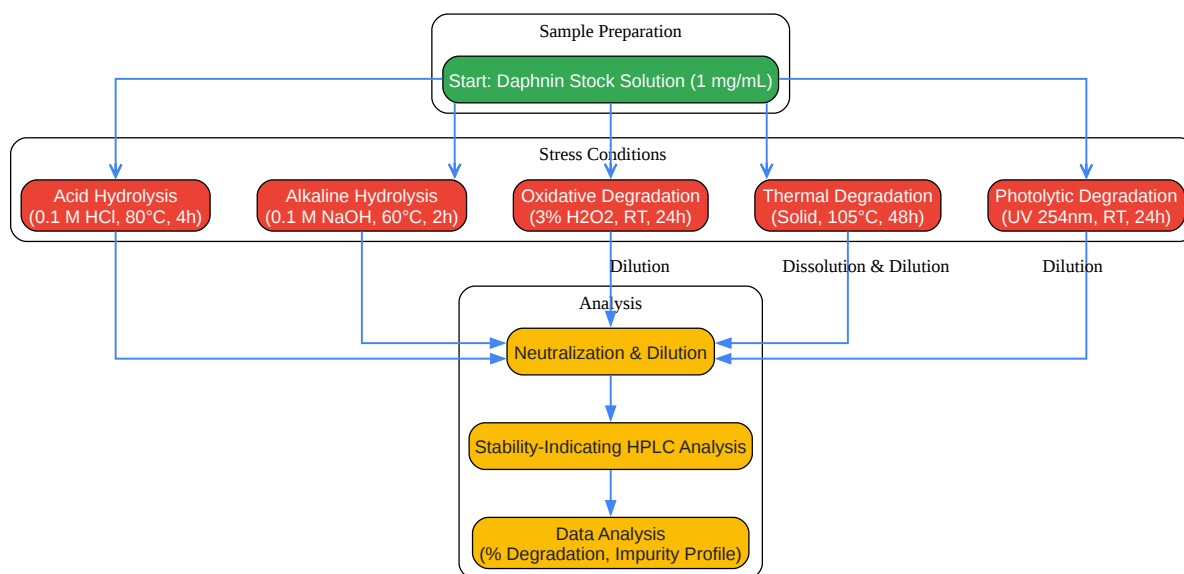 Sample Preparation
Start: Daphnin Stock Solution (1 mg/mL)
Stress Conditions
Acid Hydrolysis
(0.1 M HCl, 80°C, 4h)
Alkaline Hydrolysis
(0.1 M NaOH, 60°C, 2h)
Oxidative Degradation
(3% H2O2, RT, 24h)
Thermal Degradation
(Solid, 105°C, 48h)
Photolytic Degradation
(UV 254nm, RT, 24h)
Dilution
Dissolution & Dilution
Dilution
Analysis
Neutralization & Dilution
Stability-Indicating HPLC Analysis
Data Analysis
(% Degradation, Impurity Profile)